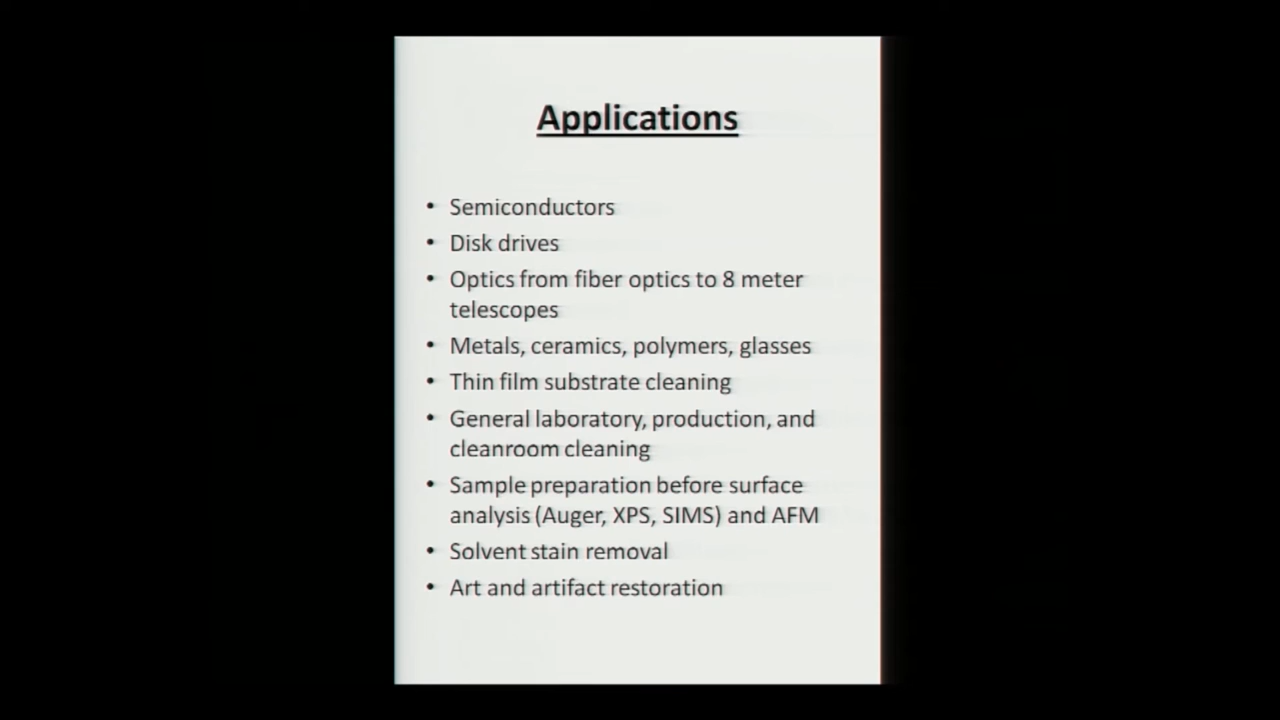 Applications
• Semiconductors
• Disk drives
• Optics from fiber optics to 8 meter
telescopes
• Metals, ceramics, polymers, glasses
• Thin film substrate cleaning
• General laboratory, production, and
cleanroom cleaning
• Sample preparation before surface
analysis (Auger, XPS, SIMS) and AFM
• Solvent stain removal
• Art and artifact restoration